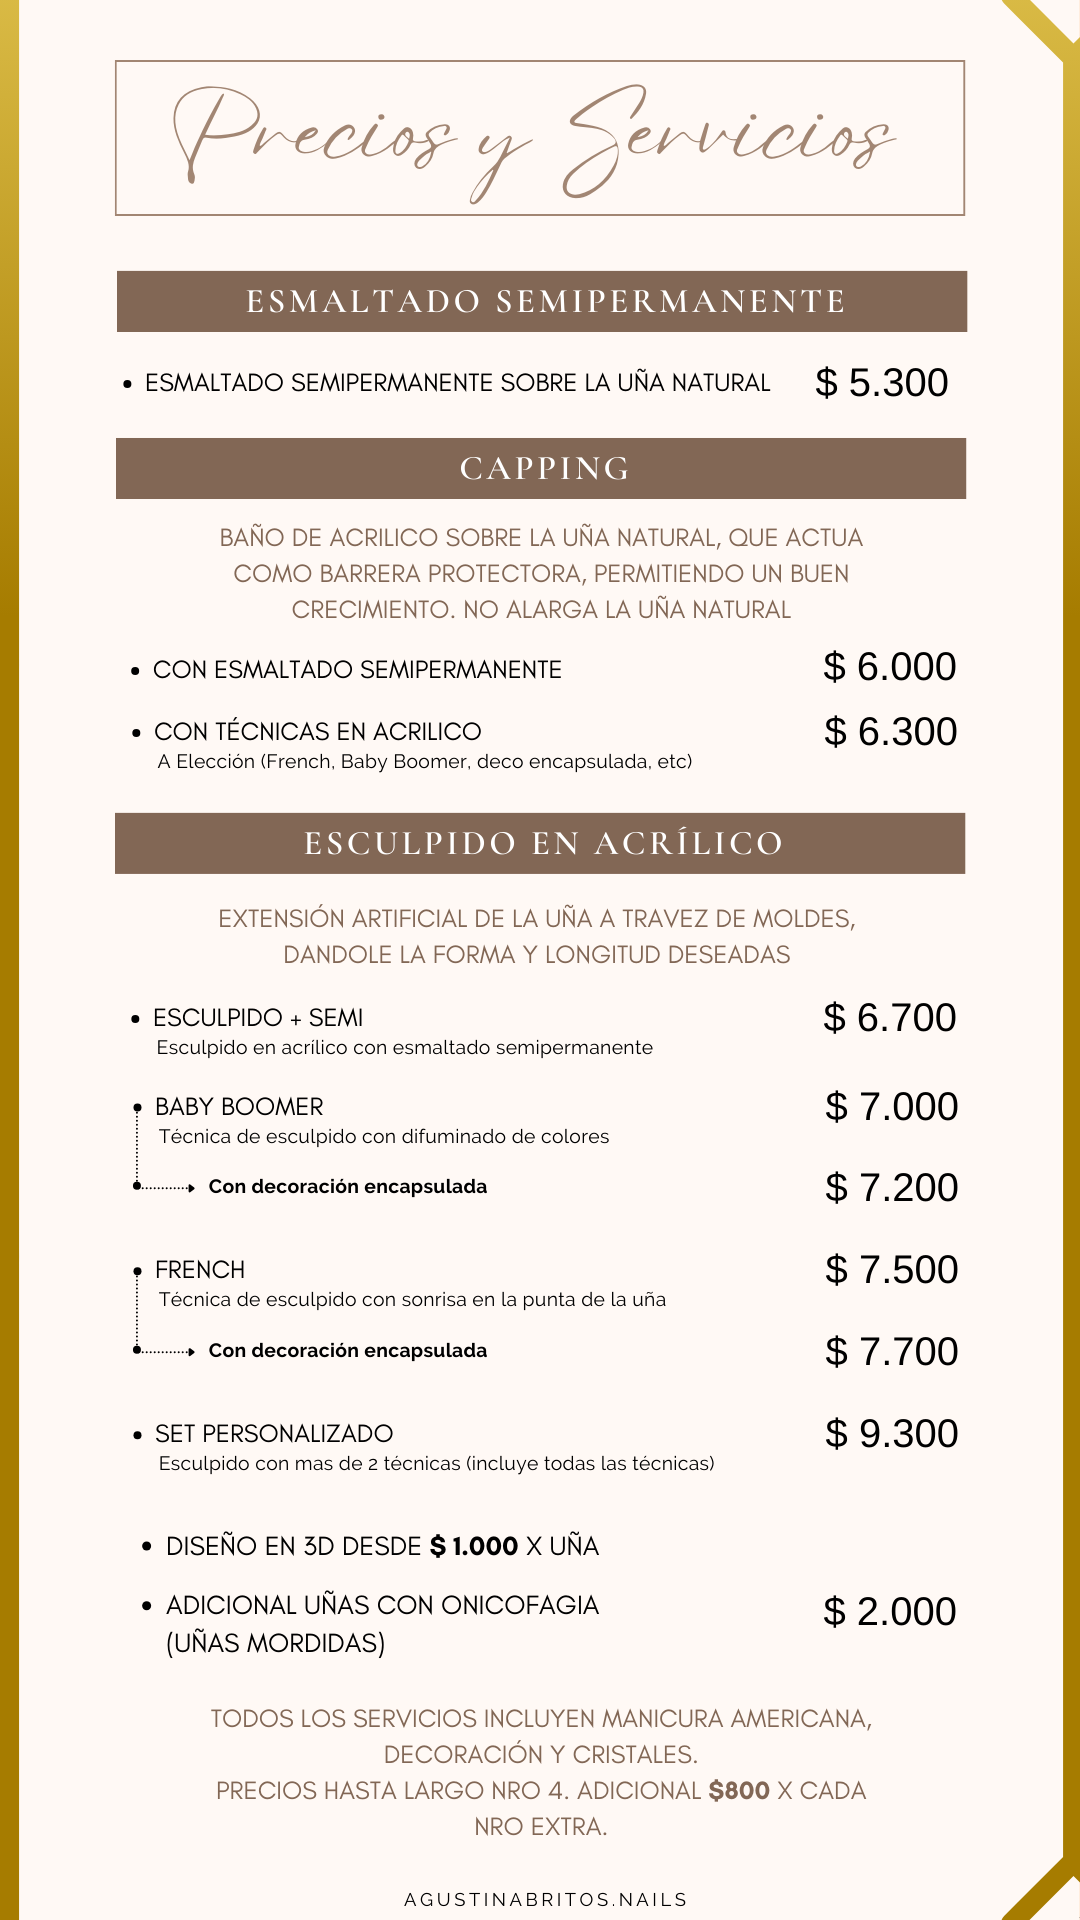 Precios y Servicios
ESMALTADO SEMIPERMANENTE
• ESMALTADO SEMIPERMANENTE SOBRE LA UÑA NATURAL $ 5.300
CAPPING
BAÑO DE ACRILICO SOBRE LA UÑA NATURAL, QUE ACTUA
COMO BARRERA PROTECTORA, PERMITIENDO UN BUEN
CRECIMIENTO. NO ALARGA LA UÑA NATURAL
• CON ESMALTADO SEMIPERMANENTE $ 6.000
• CON TÉCNICAS EN ACRILICO $ 6.300
A Elección (French, Baby Boomer, deco encapsulada, etc)
ESCULPIDO EN ACRÍLICO
EXTENSIÓN ARTIFICIAL DE LA UÑA A TRAVEZ DE MOLDES,
DANDOLE LA FORMA Y LONGITUD DESEADAS
• ESCULPIDO + SEMI $ 6.700
Esculpido en acrílico con esmaltado semipermanente
• BABY BOOMER $ 7.000
Técnica de esculpido con difuminado de colores
Con decoración encapsulada $ 7.200
• FRENCH $ 7.500
Técnica de esculpido con sonrisa en la punta de la uña
Con decoración encapsulada $ 7.700
• SET PERSONALIZADO $ 9.300
Esculpido con mas de 2 técnicas (incluye todas las técnicas)
• DISEÑO EN 3D DESDE $ 1.000 X UÑA
• ADICIONAL UÑAS CON ONICOFAGIA $ 2.000
(UÑAS MORDIDAS)
TODOS LOS SERVICIOS INCLUYEN MANICURA AMERICANA,
DECORACIÓN Y CRISTALES.
PRECIOS HASTA LARGO NRO 4. ADICIONAL $800 X CADA
NRO EXTRA.
AGUSTINABRITOS.NAILS